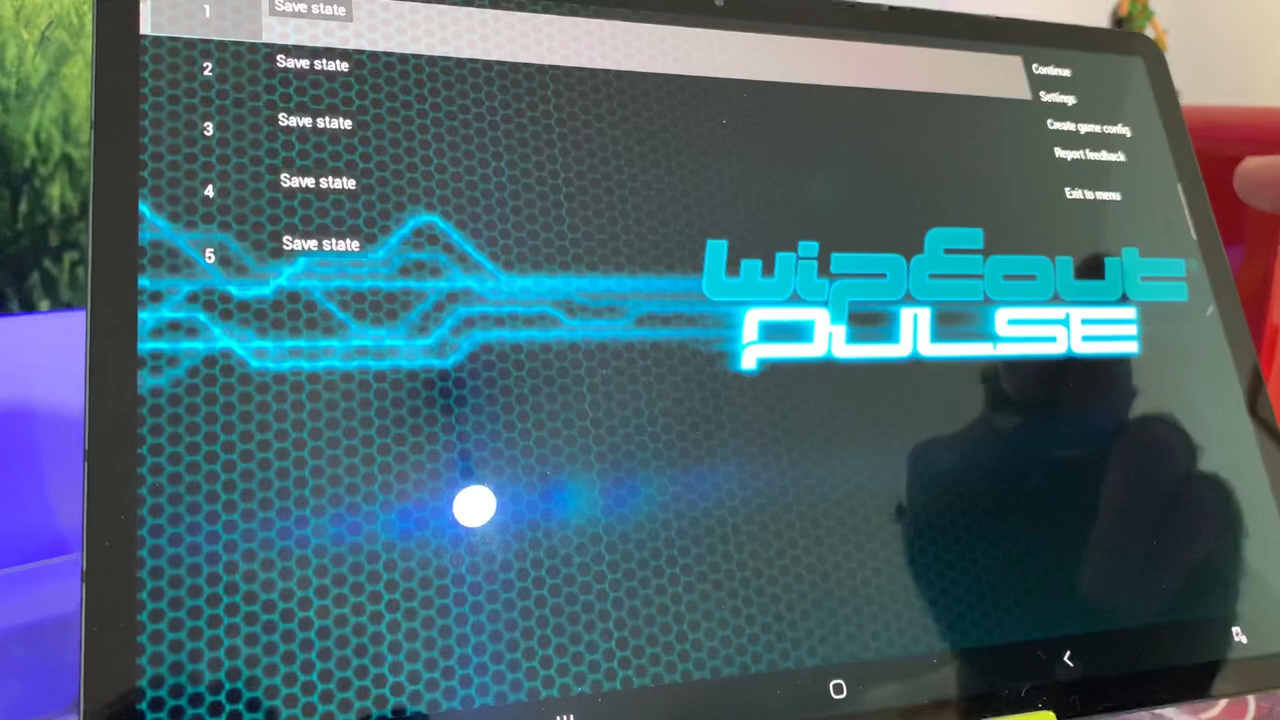 1 Save state
2 Save state
3 Save state
4 Save state
5 Save state
Continue
Settings
Create game config
Report feedback
Exit to menu
wipEout
PULSE